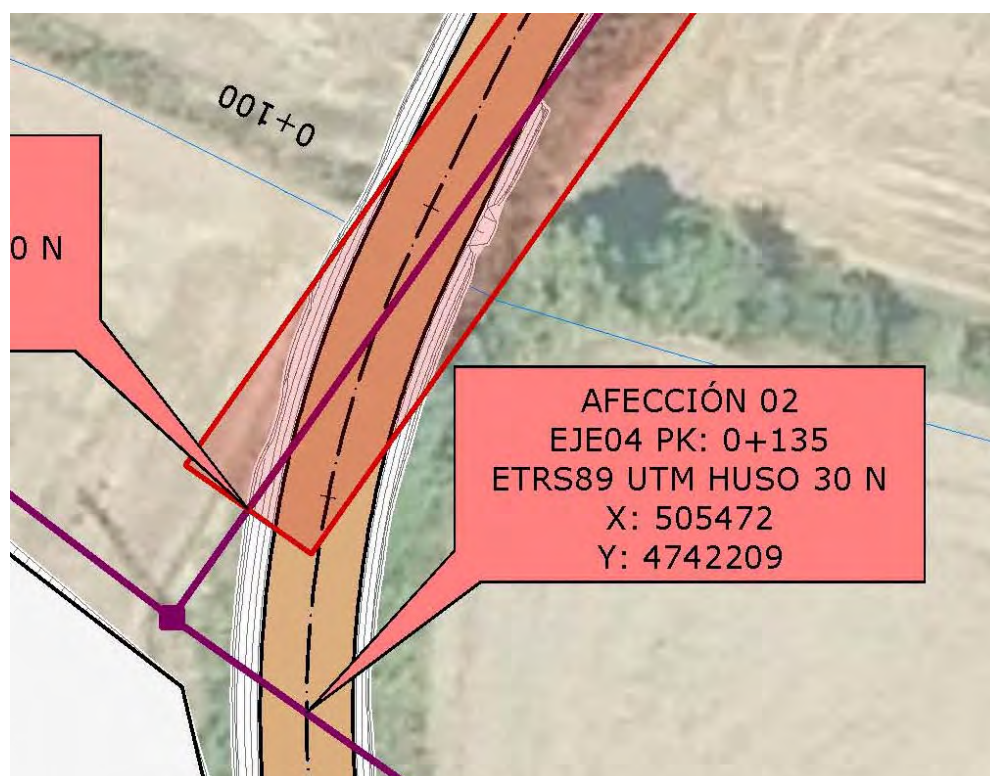 0+100
0 N
AFECCIÓN 02
EJE04 PK: 0+135
ETRS89 UTM HUSO 30 N
X: 505472
Y: 4742209